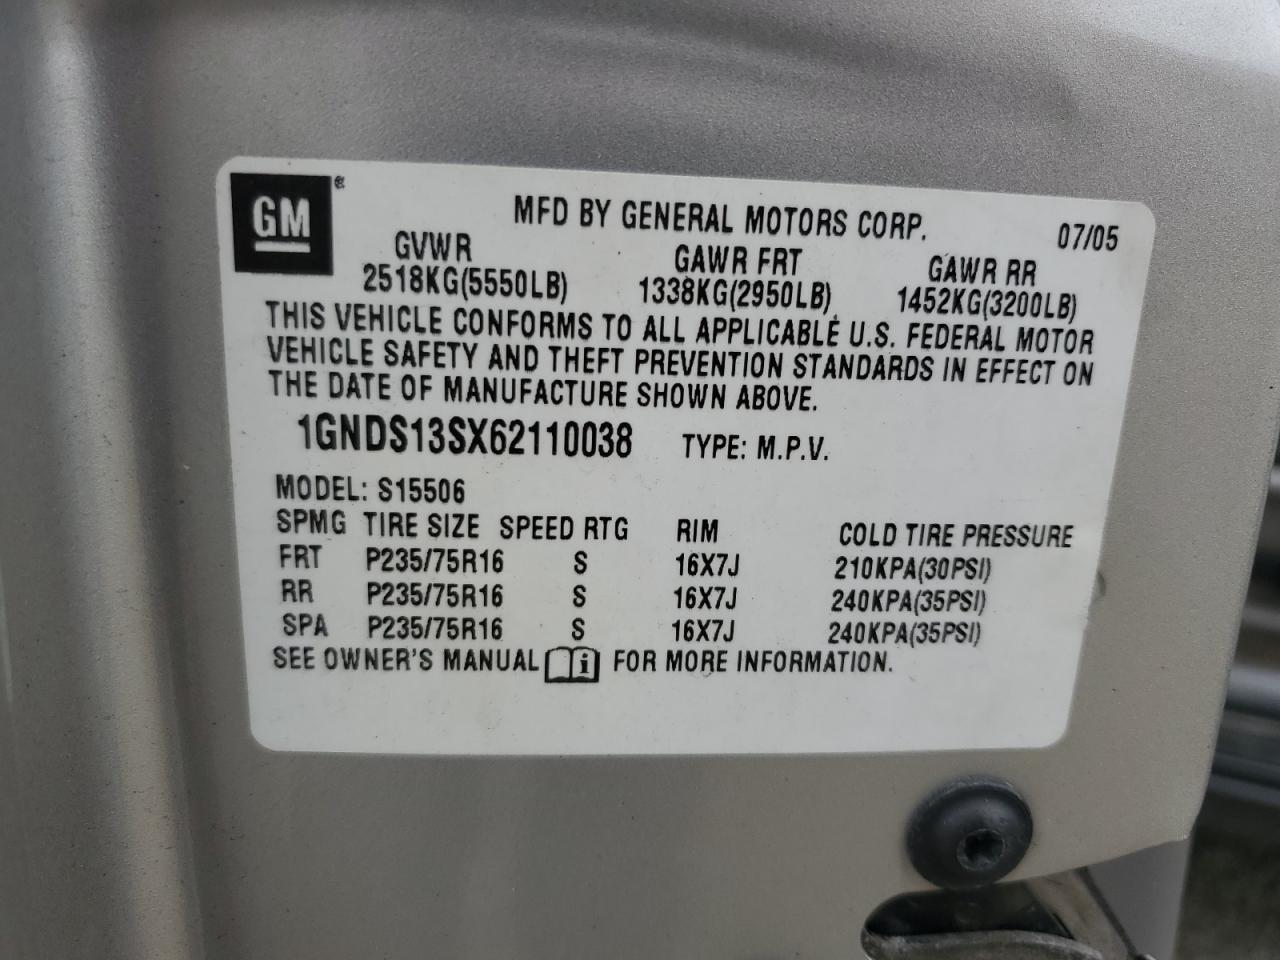 GM
MFD BY GENERAL MOTORS CORP. 07/05
GVWR GAWR FRT GAWR RR
2518KG(5550LB) 1338KG(2950LB) 1452KG(3200LB)
THIS VEHICLE CONFORMS TO ALL APPLICABLE U.S. FEDERAL MOTOR
VEHICLE SAFETY AND THEFT PREVENTION STANDARDS IN EFFECT ON
THE DATE OF MANUFACTURE SHOWN ABOVE.
1GNDS13SX62110038 TYPE: M.P.V.
MODEL: S15506
SPMG TIRE SIZE SPEED RTG RIM COLD TIRE PRESSURE
FRT P235/75R16 S 16X7J 210KPA(30PSI)
RR P235/75R16 S 16X7J 240KPA(35PSI)
SPA P235/75R16 S 16X7J 240KPA(35PSI)
SEE OWNER'S MANUAL i FOR MORE INFORMATION.